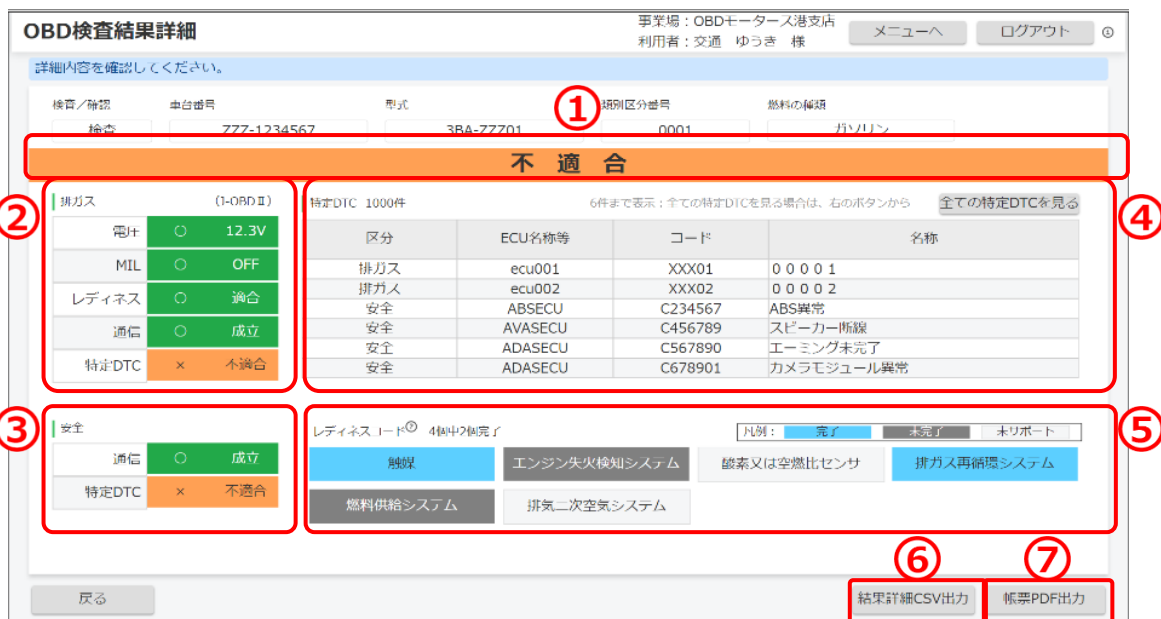 OBD検査結果詳細
事業場：OBDモータース港支店
利用者：交通 ゆうき 様
メニューへ
ログアウト
詳細内容を確認してください。
検査／確認 車台番号 型式 ① 類別区分番号 燃料の種類
検査 ZZZ-1234567 3BA-ZZZ01 0001 ガソリン
不適合
②
排ガス (J-OBDⅡ)
電圧 ○ 12.3V
MIL ○ OFF
レディネス ○ 適合
通信 ○ 成立
特定DTC × 不適合
④
特定DTC 1000件 6件まで表示：全ての特定DTCを見る場合は、右のボタンから 全ての特定DTCを見る
区分 ECU名称等 コード 名称
排ガス ecu001 XXX01 ００００１
排ガス ecu002 XXX02 ００００２
安全 ABSECU C234567 ABS異常
安全 AVASECU C456789 スピーカー断線
安全 ADASECU C567890 エーミング未完了
安全 ADASECU C678901 カメラモジュール異常
③
安全
通信 ○ 成立
特定DTC × 不適合
⑤
レディネスコード? 4個中2個完了 凡例： 完了 未完了 未リポート
触媒 エンジン失火検知システム 酸素又は空燃比センサ 排ガス再循環システム
燃料供給システム 排気二次空気システム
⑥ ⑦
戻る 結果詳細CSV出力 帳票PDF出力